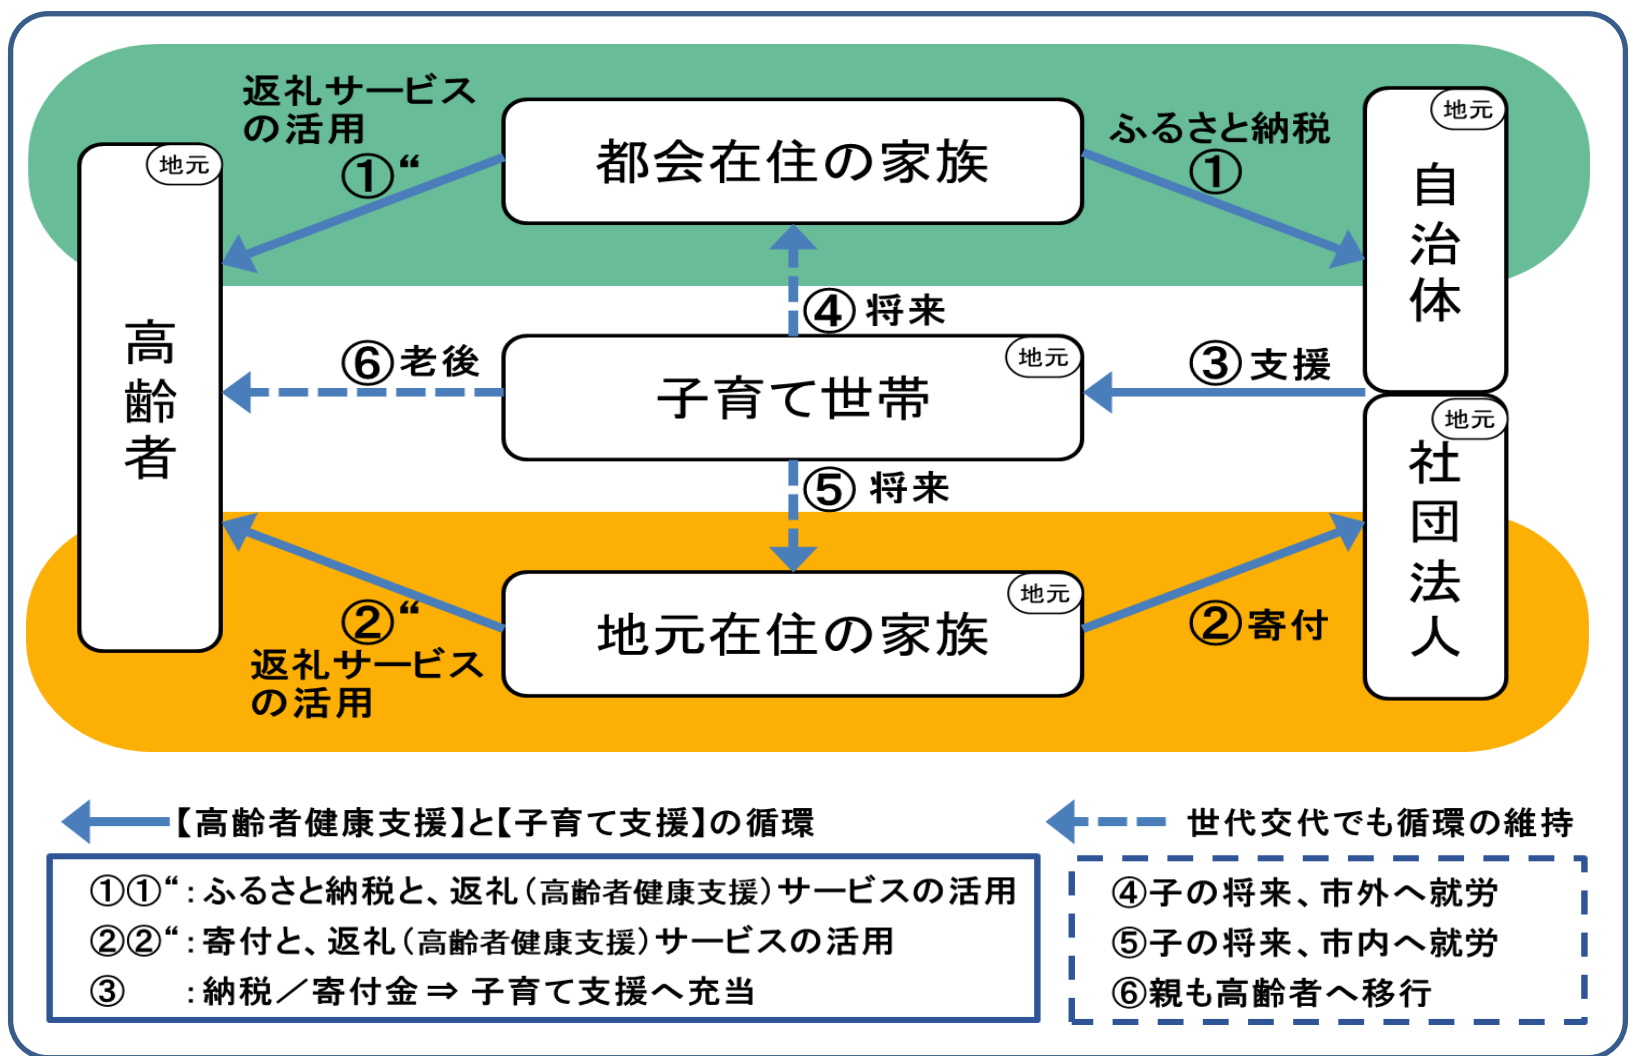 返礼サービス
の活用
①“
都会在住の家族
ふるさと納税
①
地元
自治体
地元
高齢者
④将来
⑥老後
地元
子育て世帯
③支援
地元
社団法人
⑤将来
②“
返礼サービス
の活用
地元
地元在住の家族
②寄付
【高齢者健康支援】と【子育て支援】の循環
①①“：ふるさと納税と、返礼（高齢者健康支援）サービスの活用
②②“：寄付と、返礼（高齢者健康支援）サービスの活用
③　：納税／寄付金⇒子育て支援へ充当
世代交代でも循環の維持
④子の将来、市外へ就労
⑤子の将来、市内へ就労
⑥親も高齢者へ移行